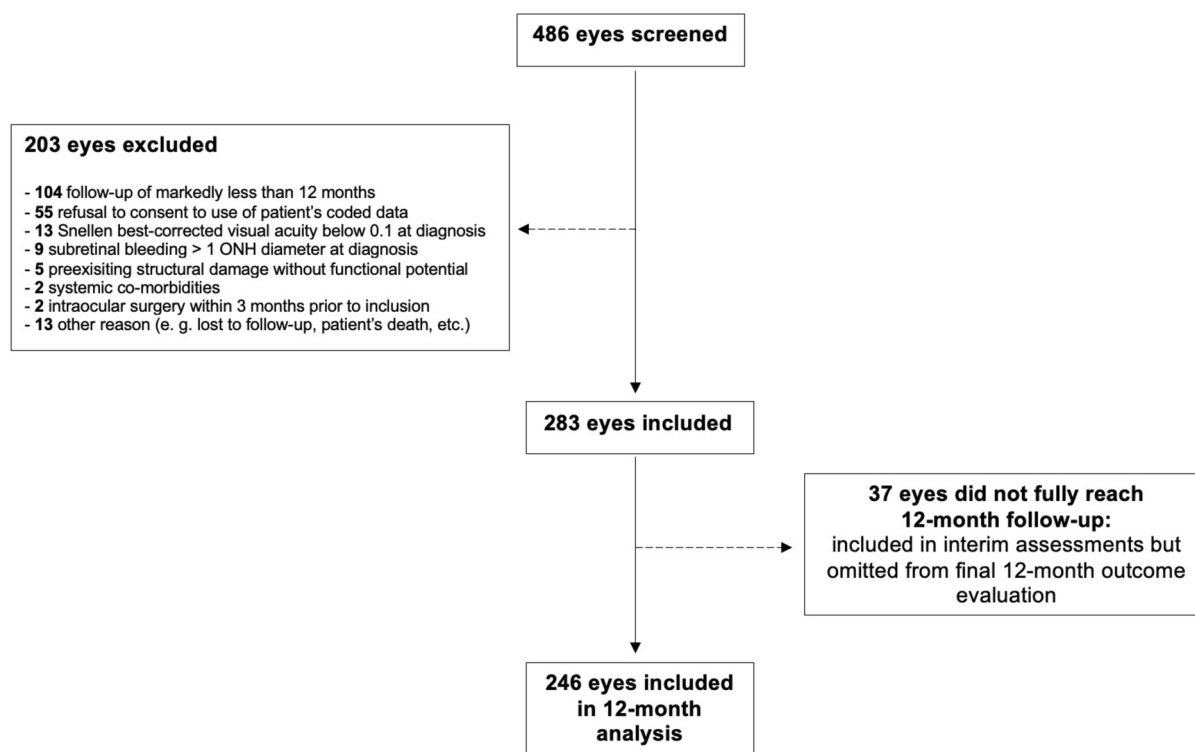 486 eyes screened
203 eyes excluded
- 104 follow-up of markedly less than 12 months
- 55 refusal to consent to use of patient's coded data
- 13 Snellen best-corrected visual acuity below 0.1 at diagnosis
- 9 subretinal bleeding > 1 ONH diameter at diagnosis
- 5 preexisiting structural damage without functional potential
- 2 systemic co-morbidities
- 2 intraocular surgery within 3 months prior to inclusion
- 13 other reason (e. g. lost to follow-up, patient's death, etc.)
283 eyes included
37 eyes did not fully reach
12-month follow-up:
included in interim assessments but
omitted from final 12-month outcome
evaluation
246 eyes included
in 12-month
analysis